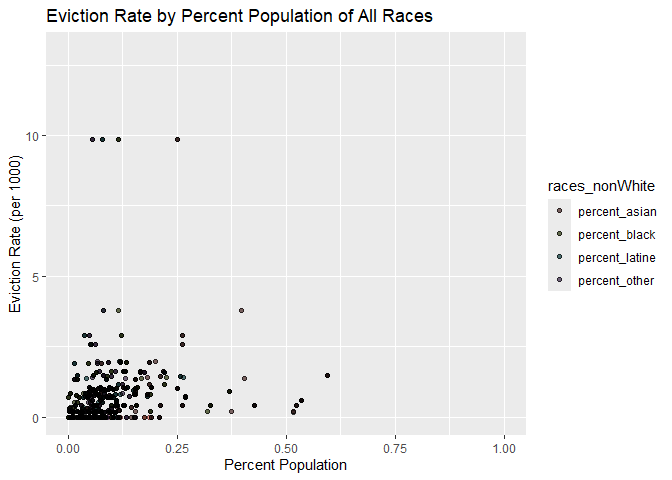 Eviction Rate by Percent Population of All Races
10
5
0
Eviction Rate (per 1000)
0.00
0.25
0.50
0.75
1.00
Percent Population
races_nonWhite
percent_asian
percent_black
percent_latine
percent_other